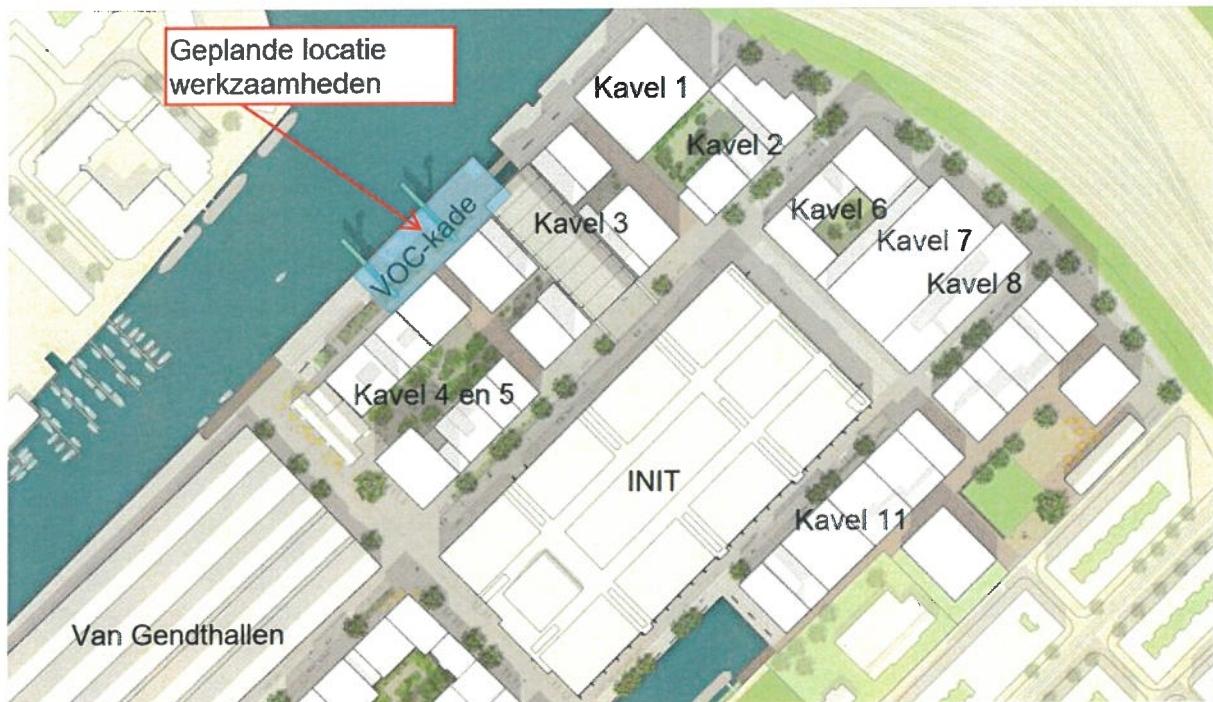 Geplande locatie
werkzaamheden
Kavel 1
Kavel 2
Kavel 3
VOC-kade
Kavel 6
Kavel 7
Kavel 8
Kavel 4 en 5
INIT
Kavel 11
Van Gendthallen